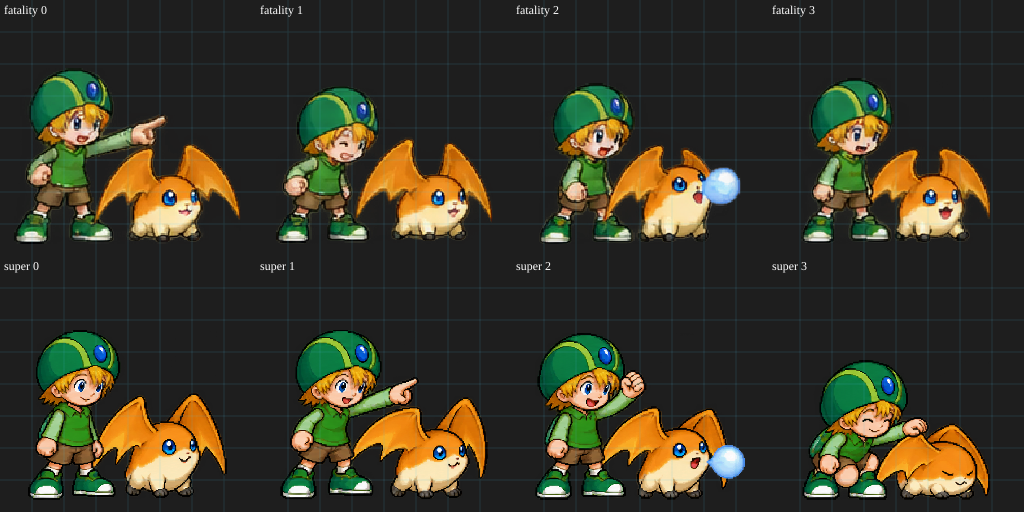 fatality 0
fatality 1
fatality 2
fatality 3
super 0
super 1
super 2
super 3